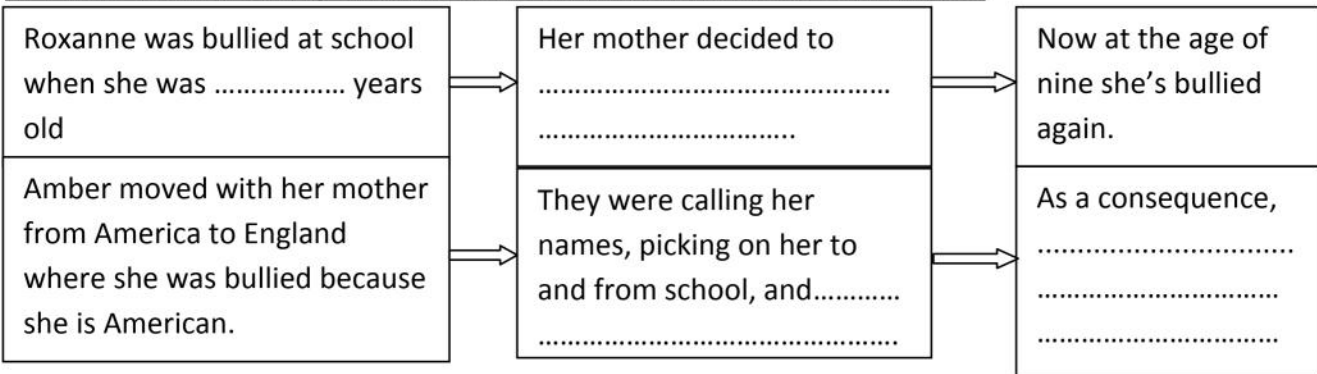 Roxanne was bullied at school
when she was ……………… years
old
Her mother decided to
…………………………………………
……………………………..
Now at the age of
nine she’s bullied
again.
Amber moved with her mother
from America to England
where she was bullied because
she is American.
They were calling her
names, picking on her to
and from school, and…………
………………………………………….
As a consequence,
……………………………...
……………………………
……………………………